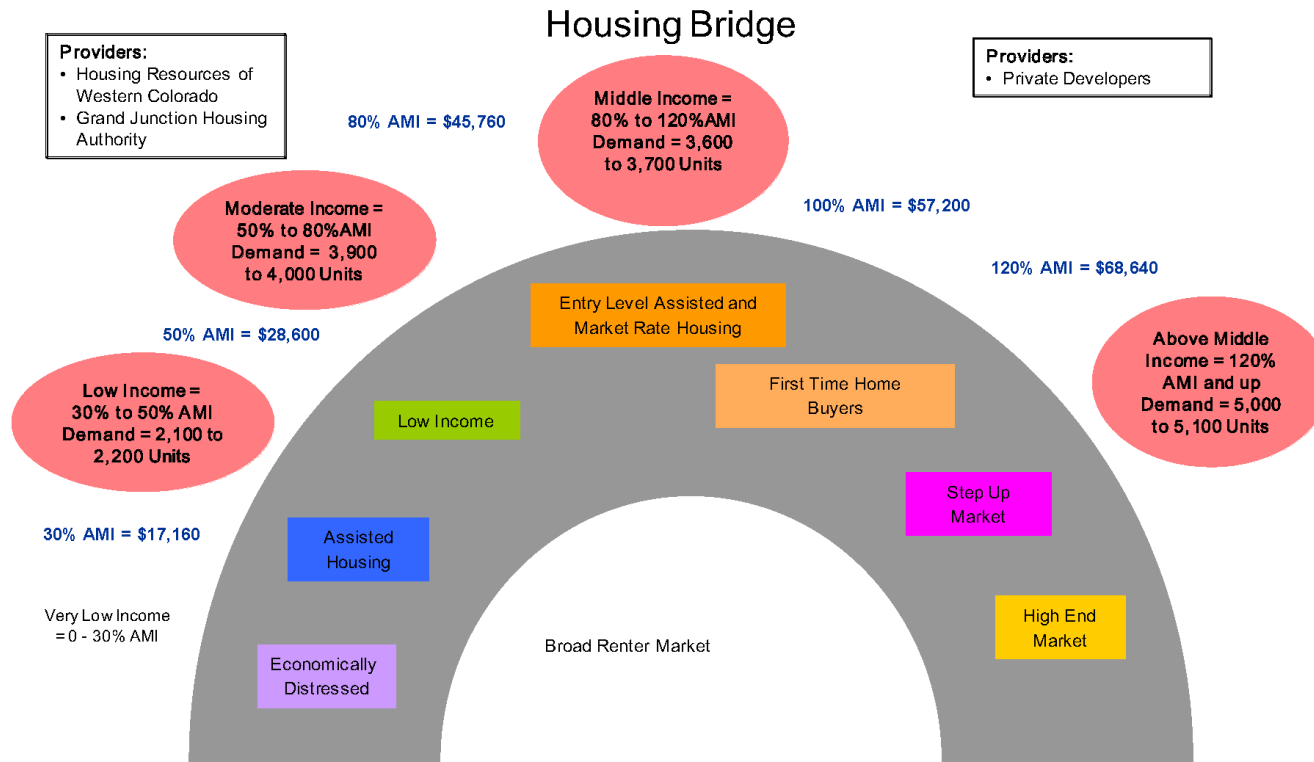 Housing Bridge
Providers:
• Housing Resources of
Western Colorado
• Grand Junction Housing
Authority
Providers:
• Private Developers
80% AMI = $45,760
Middle Income =
80% to 120%AMI
Demand = 3,600
to 3,700 Units
100% AMI = $57,200
Moderate Income =
50% to 80%AMI
Demand = 3,900
to 4,000 Units
120% AMI = $68,640
50% AMI = $28,600
Entry Level Assisted and
Market Rate Housing
Above Middle
Income = 120%
AMI and up
Demand = 5,000
to 5,100 Units
Low Income =
30% to 50% AMI
Demand = 2,100 to
2,200 Units
Low Income
First Time Home
Buyers
30% AMI = $17,160
Assisted
Housing
Step Up
Market
Very Low Income
= 0 - 30% AMI
Economically
Distressed
Broad Renter Market
High End
Market